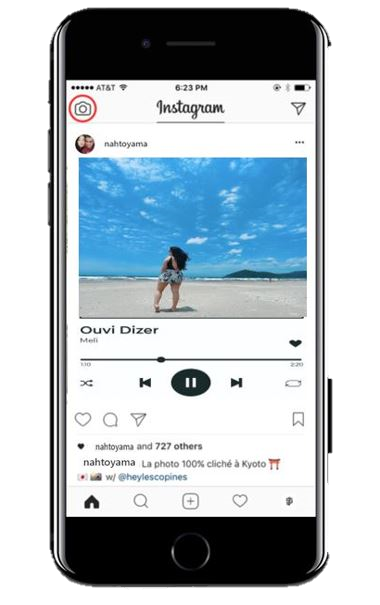 AT&T 6:23 PM
Instagram
nahtoyama
Ouvi Dizer
Meli
1:10 2:20
nahtoyama and 727 others
nahtoyama La photo 100% cliché à Kyoto
w/ @heylescopines